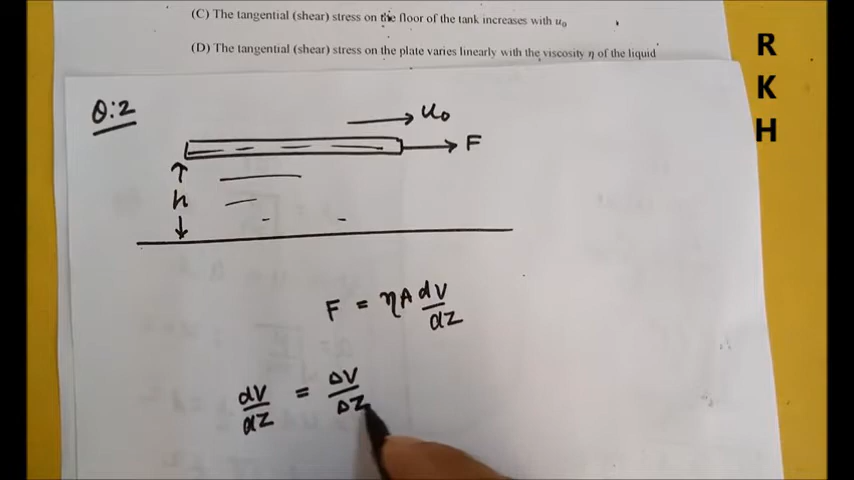 (C) The tangential (shear) stress on the floor of the tank increases with u₀
(D) The tangential (shear) stress on the plate varies linearly with the viscosity η of the liquid
R
K
H
Q:2
u₀
F
h
F = ηA dV/dz
dV/dz = ΔV/ΔZ